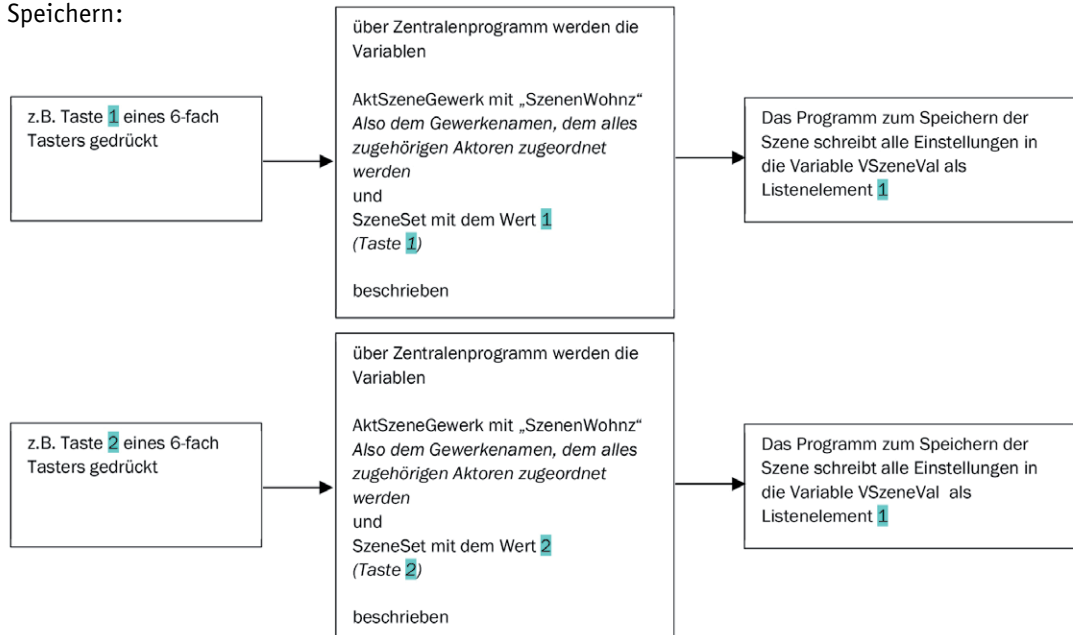 Speichern:
z.B. Taste 1 eines 6-fach
Tasters gedrückt
über Zentralenprogramm werden die
Variablen
AktSzeneGewerk mit „SzenenWohnz“
Also dem Gewerkenamen, dem alles
zugehörigen Aktoren zugeordnet
werden
und
SzeneSet mit dem Wert 1
(Taste 1)
beschrieben
Das Programm zum Speichern der
Szene schreibt alle Einstellungen in
die Variable VSzeneVal als
Listenelement 1
z.B. Taste 2 eines 6-fach
Tasters gedrückt
über Zentralenprogramm werden die
Variablen
AktSzeneGewerk mit „SzenenWohnz“
Also dem Gewerkenamen, dem alles
zugehörigen Aktoren zugeordnet
werden
und
SzeneSet mit dem Wert 2
(Taste 2)
beschrieben
Das Programm zum Speichern der
Szene schreibt alle Einstellungen in
die Variable VSzeneVal als
Listenelement 1